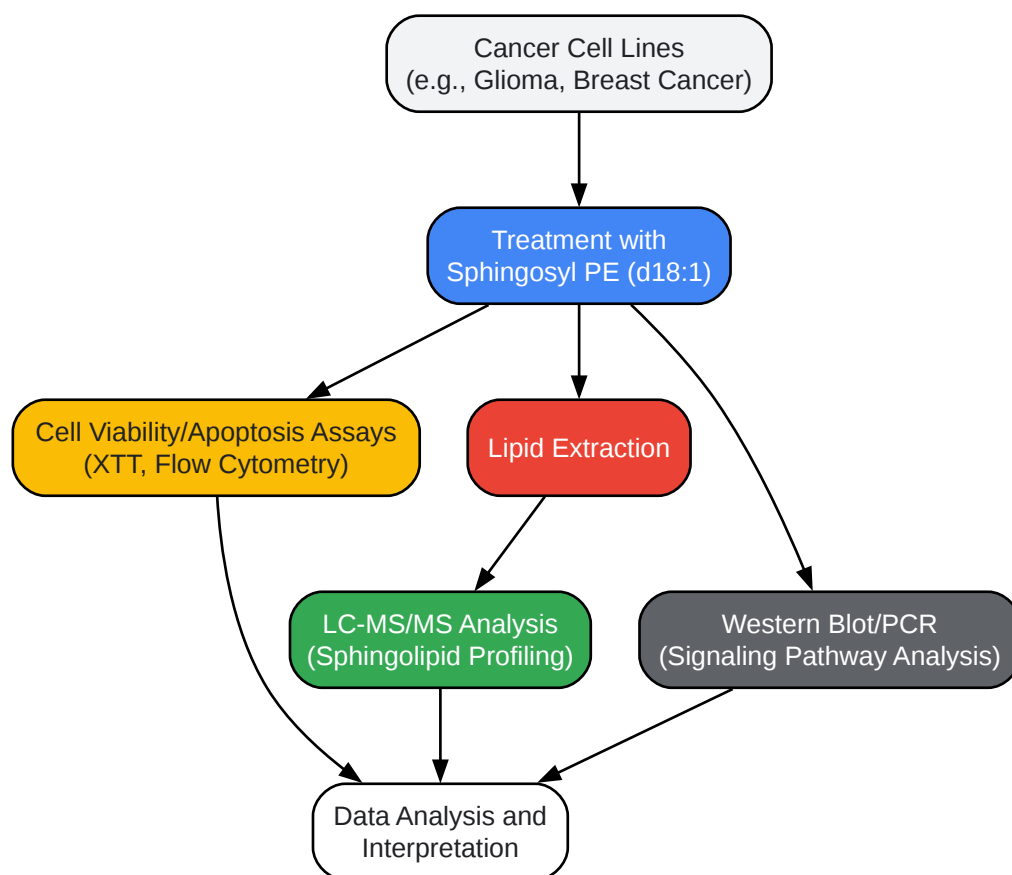 Cancer Cell Lines
(e.g., Glioma, Breast Cancer)
Treatment with
Sphingosyl PE (d18:1)
Cell Viability/Apoptosis Assays
(XTT, Flow Cytometry)
Lipid Extraction
LC-MS/MS Analysis
(Sphingolipid Profiling)
Western Blot/PCR
(Signaling Pathway Analysis)
Data Analysis and
Interpretation